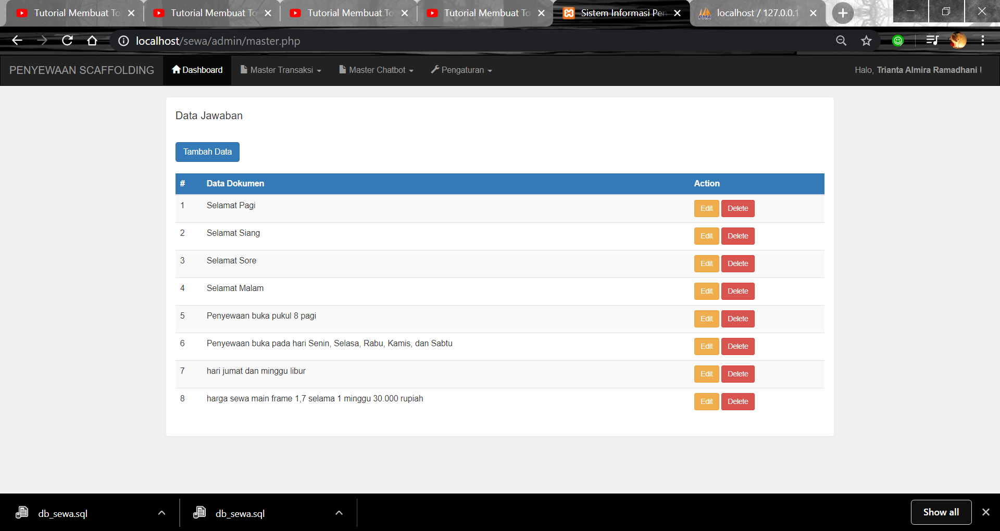 Tutorial Membuat To
Tutorial Membuat To
Tutorial Membuat To
Tutorial Membuat To
Sistem Informasi Pen
localhost / 127.0.0.1
localhost/sewa/admin/master.php
PENYEWAAN SCAFFOLDING
Dashboard
Master Transaksi
Master Chatbot
Pengaturan
Halo, Trianta Almira Ramadhani !
Data Jawaban
Tambah Data
# Data Dokumen Action
1 Selamat Pagi Edit Delete
2 Selamat Siang Edit Delete
3 Selamat Sore Edit Delete
4 Selamat Malam Edit Delete
5 Penyewaan buka pukul 8 pagi Edit Delete
6 Penyewaan buka pada hari Senin, Selasa, Rabu, Kamis, dan Sabtu Edit Delete
7 hari jumat dan minggu libur Edit Delete
8 harga sewa main frame 1,7 selama 1 minggu 30.000 rupiah Edit Delete
db_sewa.sql
db_sewa.sql
Show all